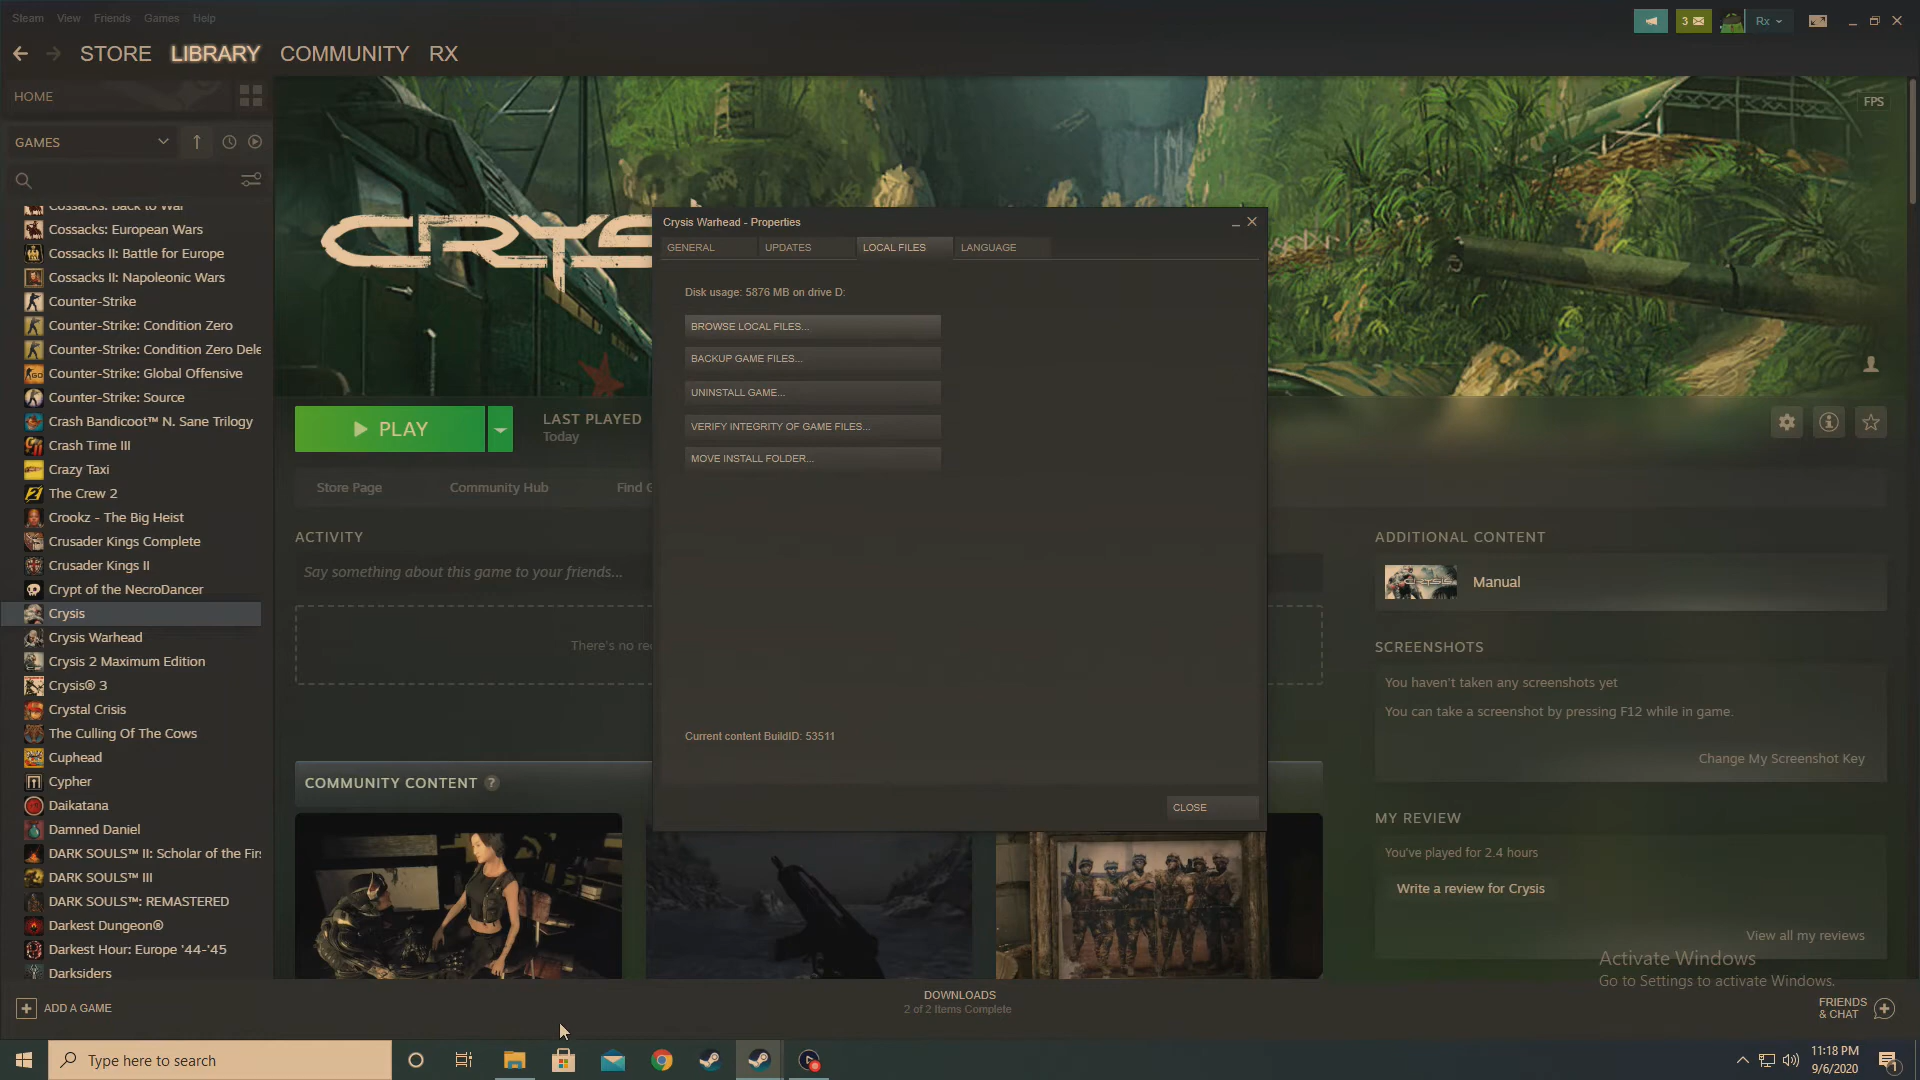 Steam View Friends Games Help
3 Rx
STORE LIBRARY COMMUNITY RX
HOME
FPS
GAMES
Cossacks: Back to War
Cossacks: European Wars
Cossacks II: Battle for Europe
Cossacks II: Napoleonic Wars
Counter-Strike
Counter-Strike: Condition Zero
Counter-Strike: Condition Zero Dele
Counter-Strike: Global Offensive
Counter-Strike: Source
Crash Bandicoot™ N. Sane Trilogy
Crash Time III
Crazy Taxi
The Crew 2
Crookz - The Big Heist
Crusader Kings Complete
Crusader Kings II
Crypt of the NecroDancer
Crysis
Crysis Warhead
Crysis 2 Maximum Edition
Crysis® 3
Crystal Crisis
The Culling Of The Cows
Cuphead
Cypher
Daikatana
Damned Daniel
DARK SOULS™ II: Scholar of the Firs
DARK SOULS™ III
DARK SOULS™: REMASTERED
Darkest Dungeon®
Darkest Hour: Europe '44-'45
Darksiders
ADD A GAME
CRYS
PLAY
LAST PLAYED
Today
Store Page Community Hub Find G
ACTIVITY
Say something about this game to your friends...
There's no rec
COMMUNITY CONTENT ?
Crysis Warhead - Properties
GENERAL UPDATES LOCAL FILES LANGUAGE
Disk usage: 5876 MB on drive D:
BROWSE LOCAL FILES...
BACKUP GAME FILES...
UNINSTALL GAME...
VERIFY INTEGRITY OF GAME FILES...
MOVE INSTALL FOLDER...
Current content BuildID: 53511
CLOSE
ADDITIONAL CONTENT
CRYSIS
Manual
SCREENSHOTS
You haven't taken any screenshots yet
You can take a screenshot by pressing F12 while in game.
Change My Screenshot Key
MY REVIEW
You've played for 2.4 hours
Write a review for Crysis
View all my reviews
Activate Windows
Go to Settings to activate Windows.
DOWNLOADS
2 of 2 Items Complete
FRIENDS
& CHAT
Type here to search
11:18 PM
9/6/2020
1